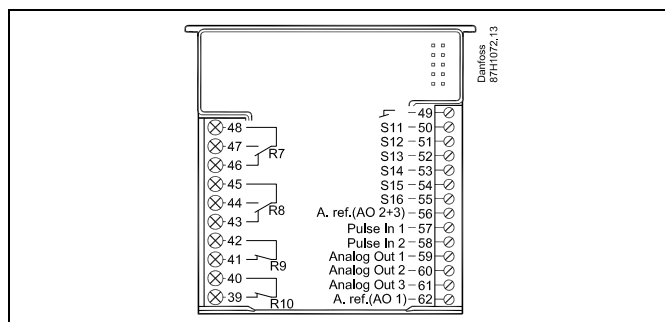 Danfoss
87H1072.13
48
47
R7
46
45
44
R8
43
42
41
R9
40
39
R10
49
S11 50
S12 51
S13 52
S14 53
S15 54
S16 55
A. ref.(AO 2+3) 56
Pulse In 1 57
Pulse In 2 58
Analog Out 1 59
Analog Out 2 60
Analog Out 3 61
A. ref.(AO 1) 62